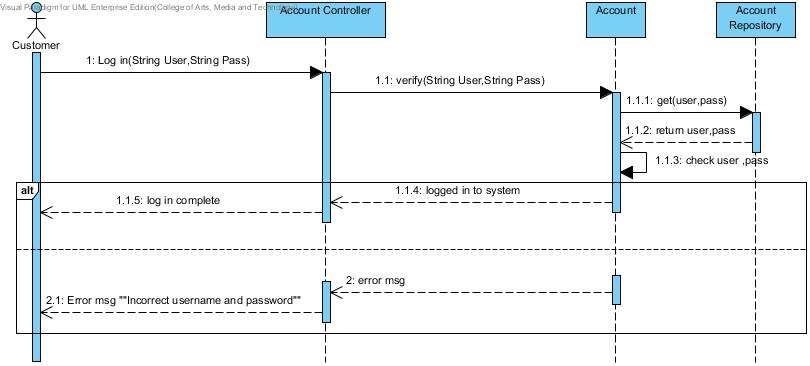 Visual Paradigm for UML Enterprise Edition(College of Arts, Media and Technology)
Account Controller
Account
Account
Repository
Customer
1: Log in(String User,String Pass)
1.1: verify(String User,String Pass)
1.1.1: get(user,pass)
1.1.2: return user,pass
1.1.3: check user ,pass
alt
1.1.4: logged in to system
1.1.5: log in complete
2: error msg
2.1: Error msg ""Incorrect username and password""